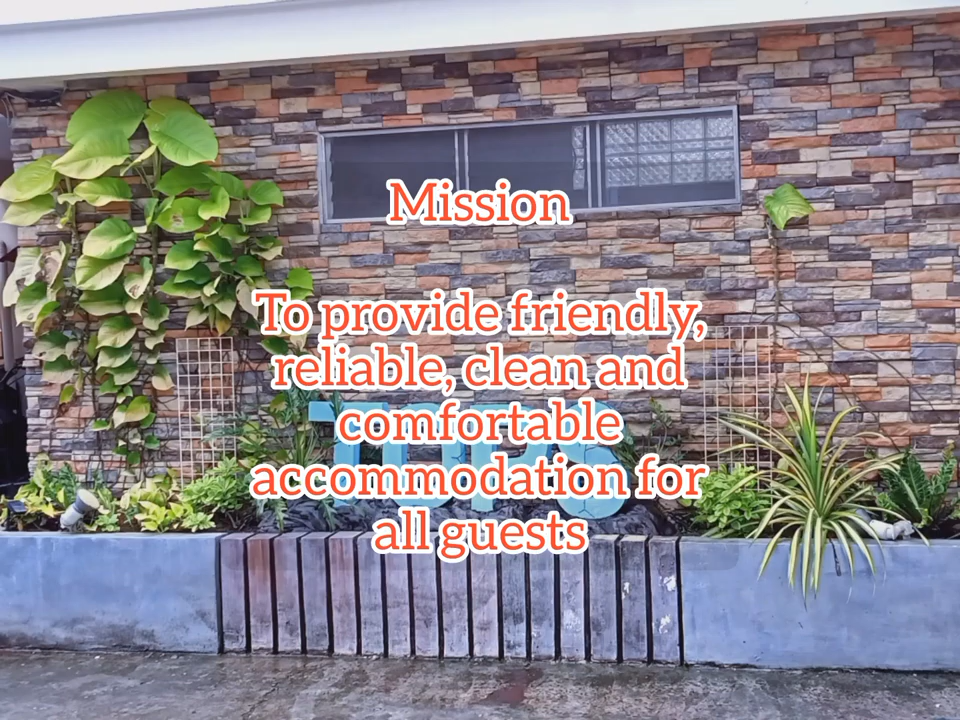 Mission
To provide friendly,
reliable, clean and
comfortable
accommodation for
all guests